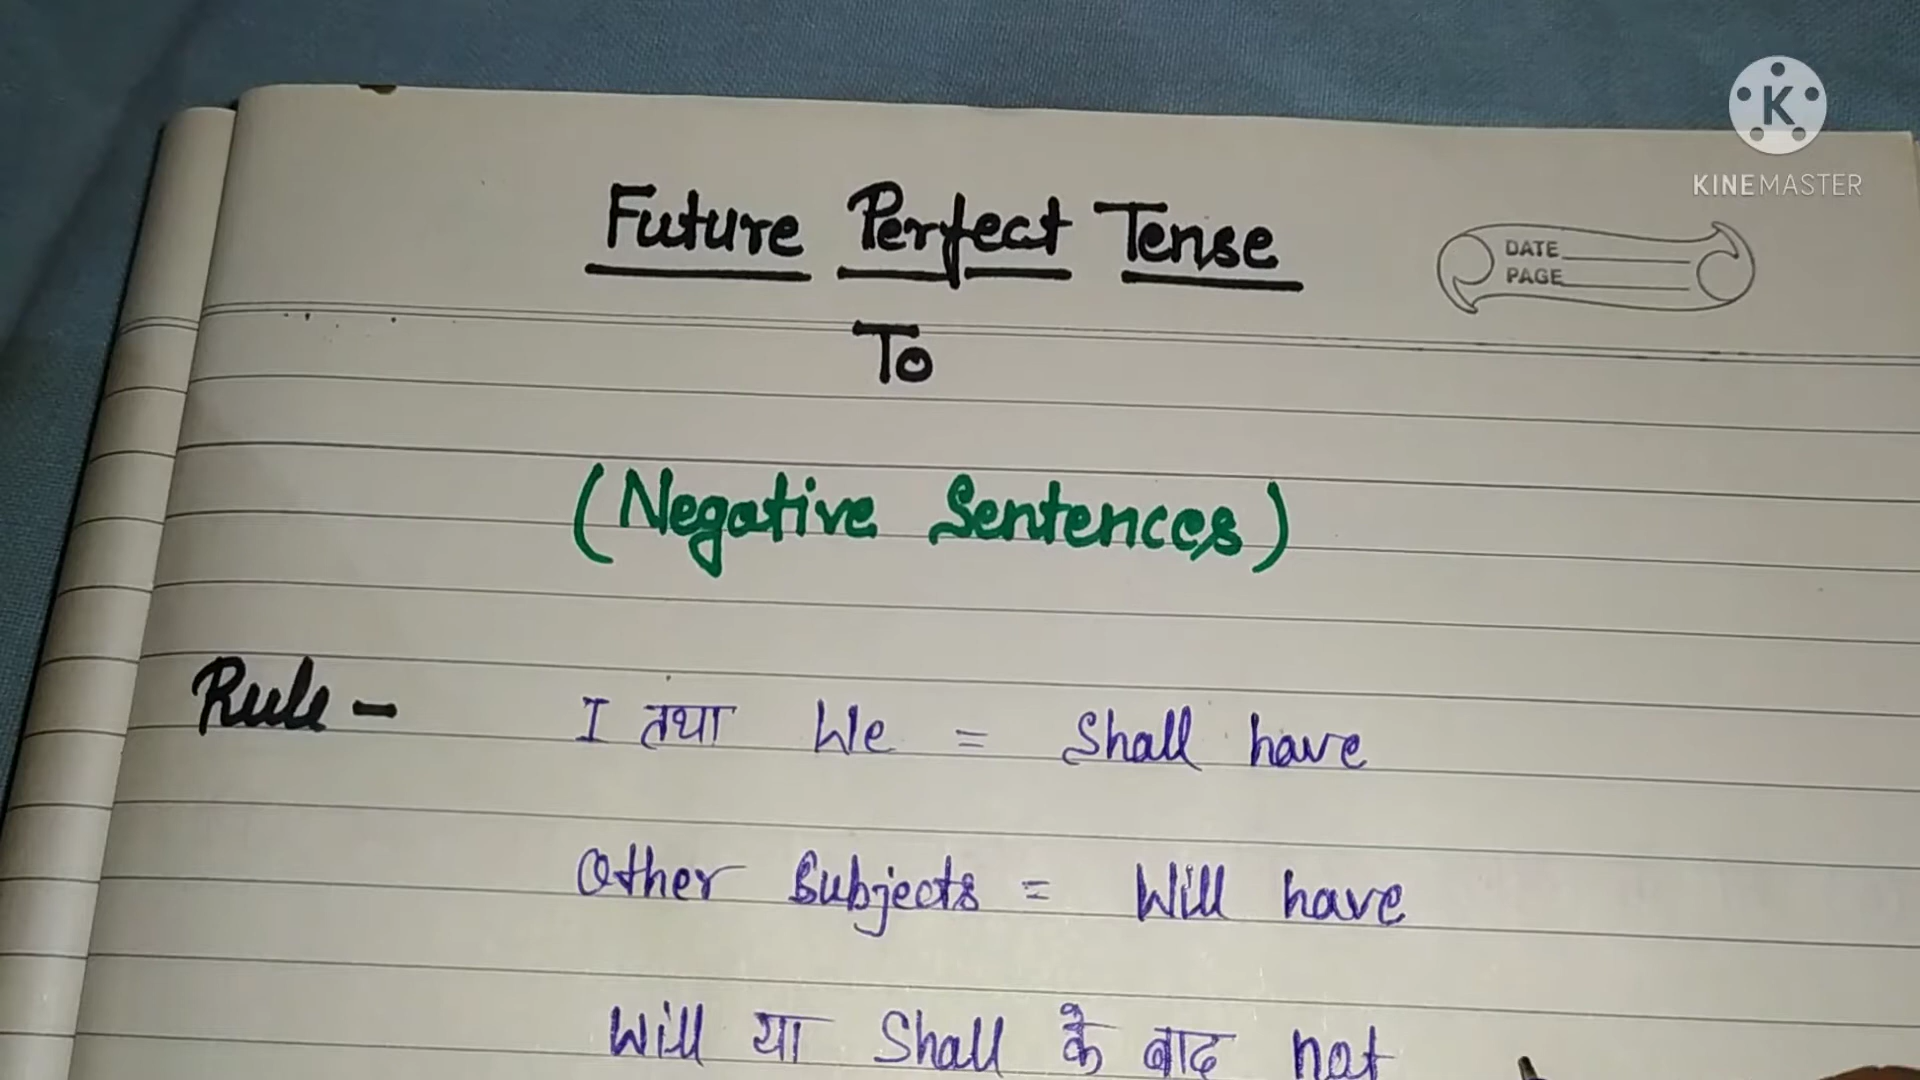 K
KINEMASTER
Future Perfect Tense
DATE
PAGE
To
(Negative Sentences)
Rule - I तथा We = Shall have
Other Subjects = Will have
Will या Shall के बाद not